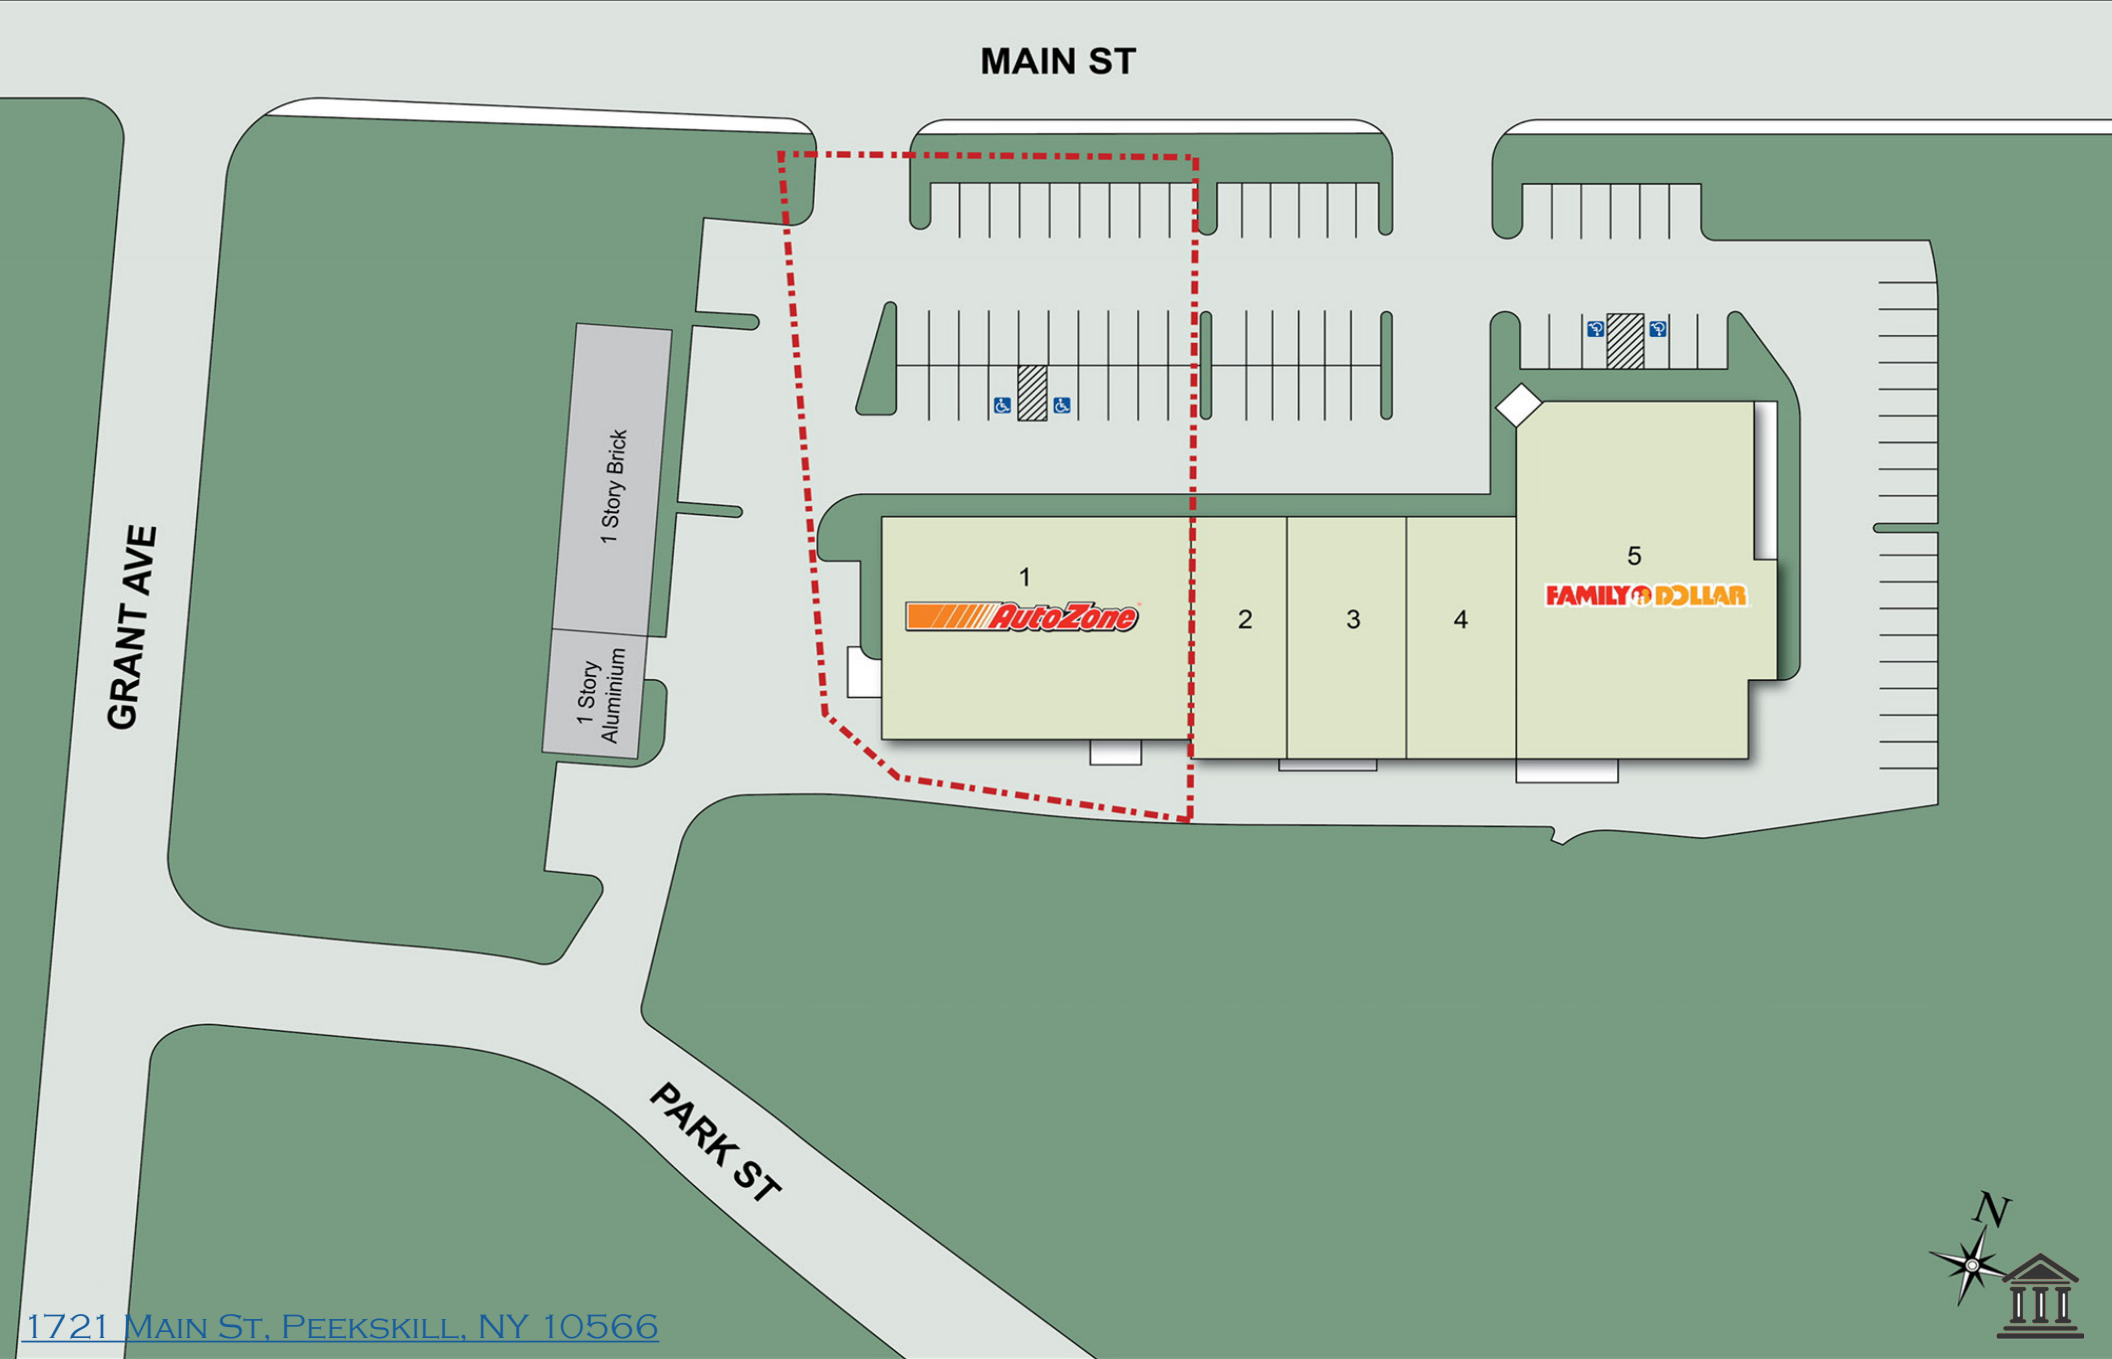 MAIN ST
1 Story Brick
GRANT AVE
1 Story
Aluminium
1
AutoZone
2
3
4
5
FAMILY DOLLAR
PARK ST
N
1721 Main St, Peekskill, NY 10566